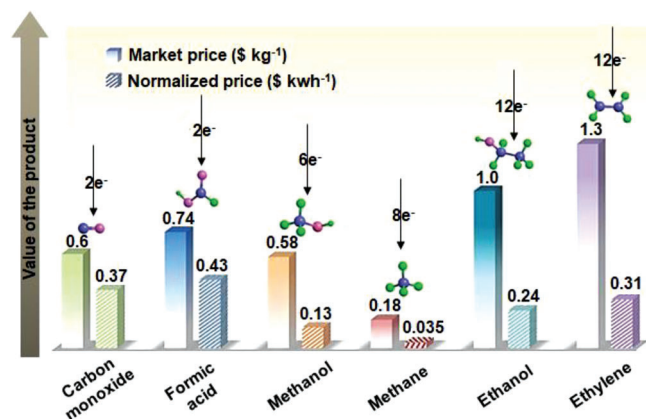 Value of the product
Market price ($ kg-1)
Normalized price ($ kwh-1)
2e-
2e-
6e-
8e-
12e-
12e-
0.6
0.37
0.74
0.43
0.58
0.13
0.18
0.035
1.0
0.24
1.3
0.31
Carbon
monoxide
Formic
acid
Methanol
Methane
Ethanol
Ethylene